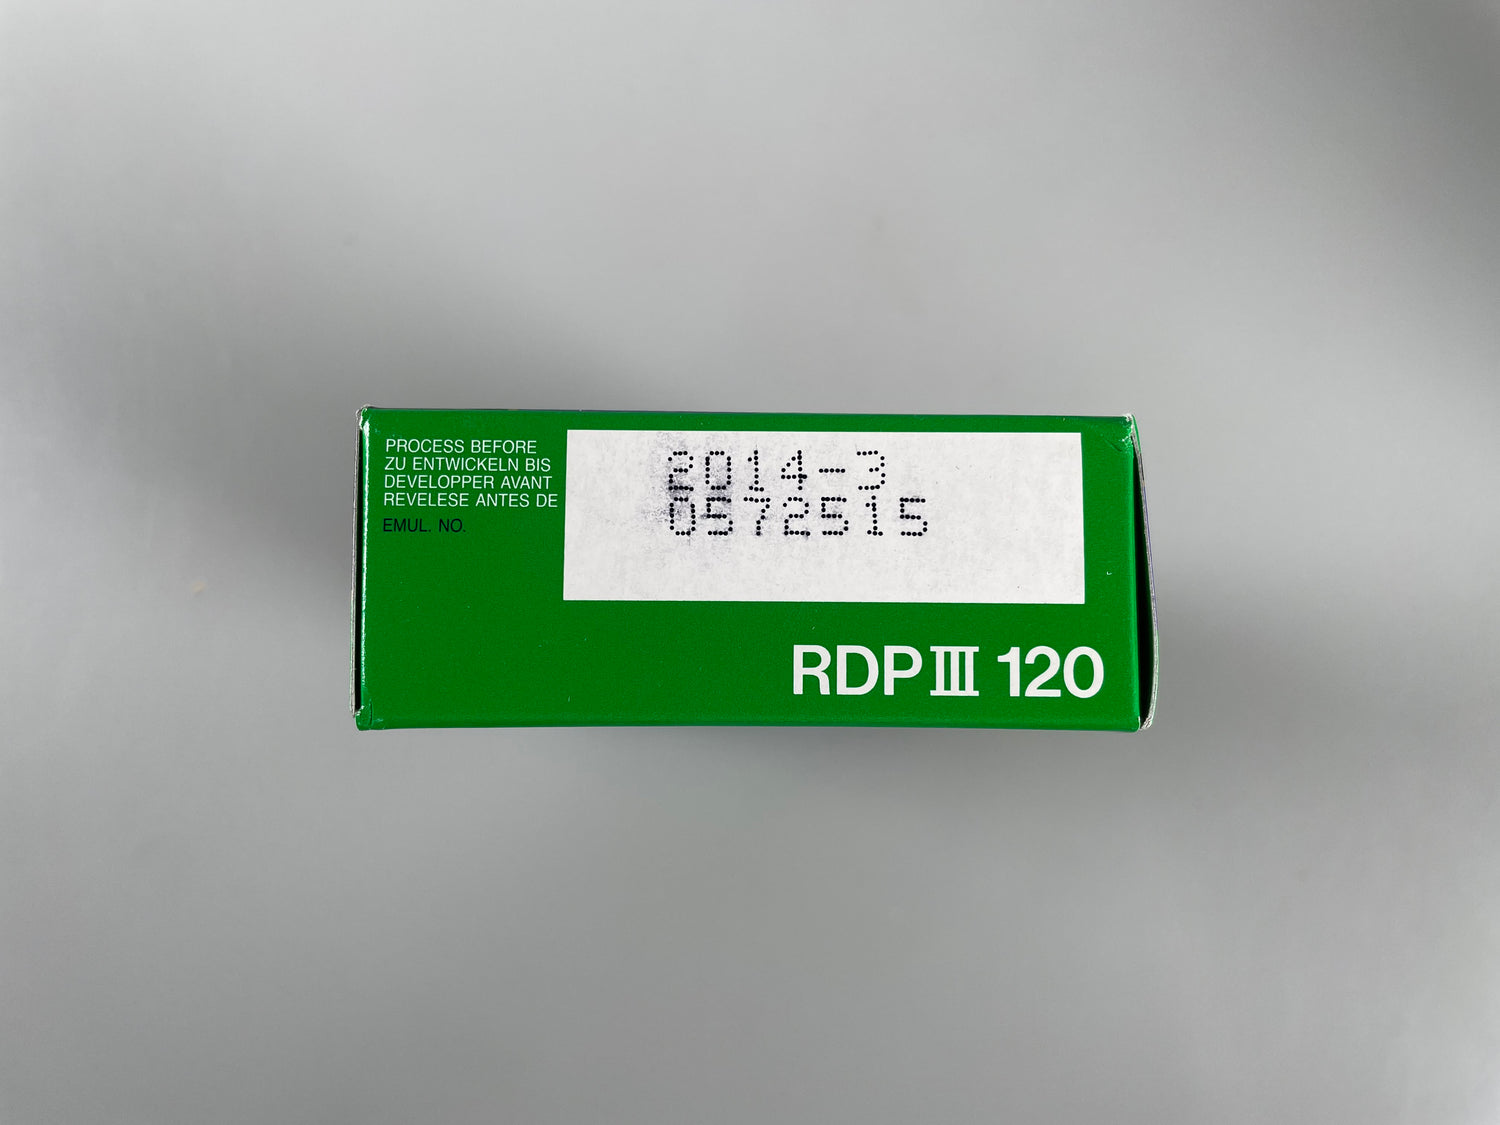 PROCESS BEFORE
ZU ENTWICKELN BIS
DEVELOPPER AVANT
REVELESE ANTES DE
EMUL. NO.
2014-3
0572515
RDP III 120